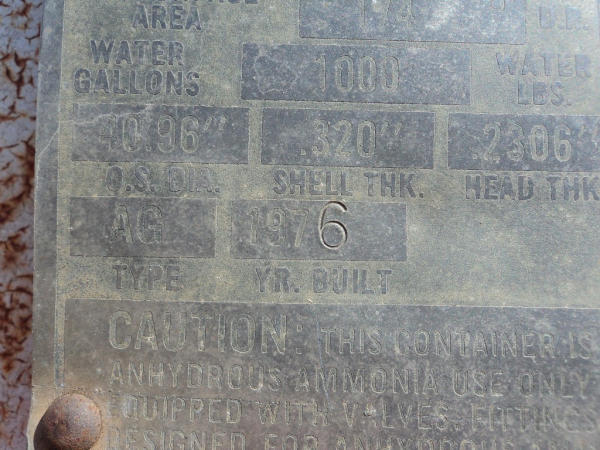 AREA
WATER GALLONS 1000 WATER LBS.
40.96" .320" .2306"
O.S. DIA. SHELL THK. HEAD THK
AG 1976
TYPE YR. BUILT
CAUTION: THIS CONTAINER IS
ANHYDROUS AMMONIA USE ONLY
EQUIPPED WITH VALVES, FITTINGS
DESIGNED FOR ANHYDROUS